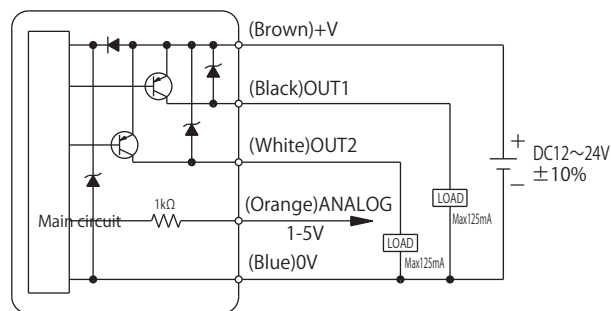 (Brown)+V
(Black)OUT1
(White)OUT2
+
DC12～24V
−
±10%
LOAD
Max125mA
1kΩ
Main circuit
(Orange)ANALOG
1-5V
LOAD
Max125mA
(Blue)0V